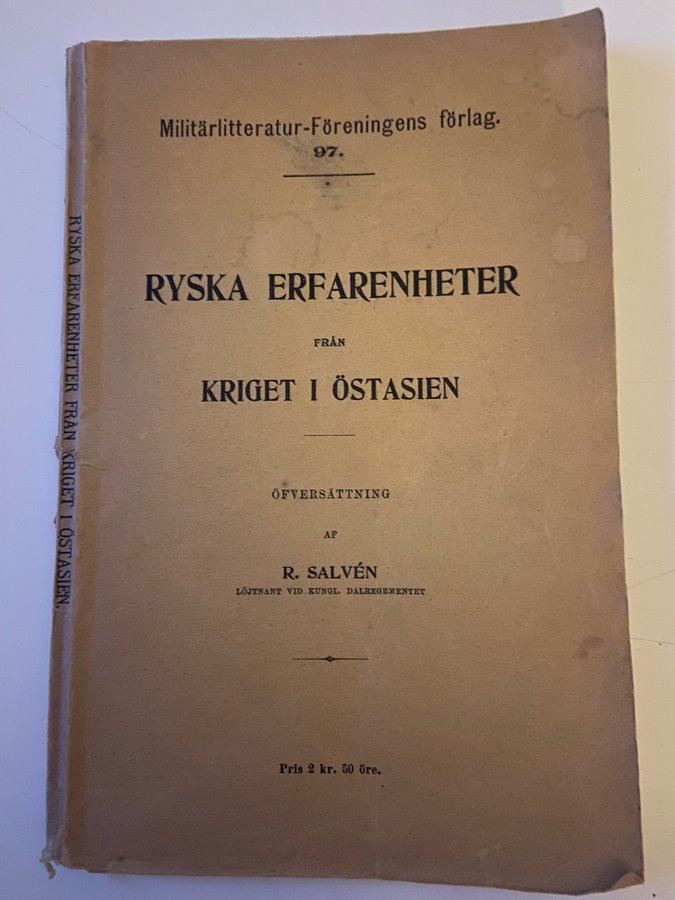 Militärlitteratur-Föreningens förlag.
97.
RYSKA ERFARENHETER
FRÅN
KRIGET I ÖSTASIEN
ÖFVERSÄTTNING
AF
R. SALVÉN
LÖJTNANT VID KUNGL. DALREGEMENTET
Pris 2 kr. 50 öre.
RYSKA ERFARENHETER FRÅN KRIGET I ÖSTASIEN.